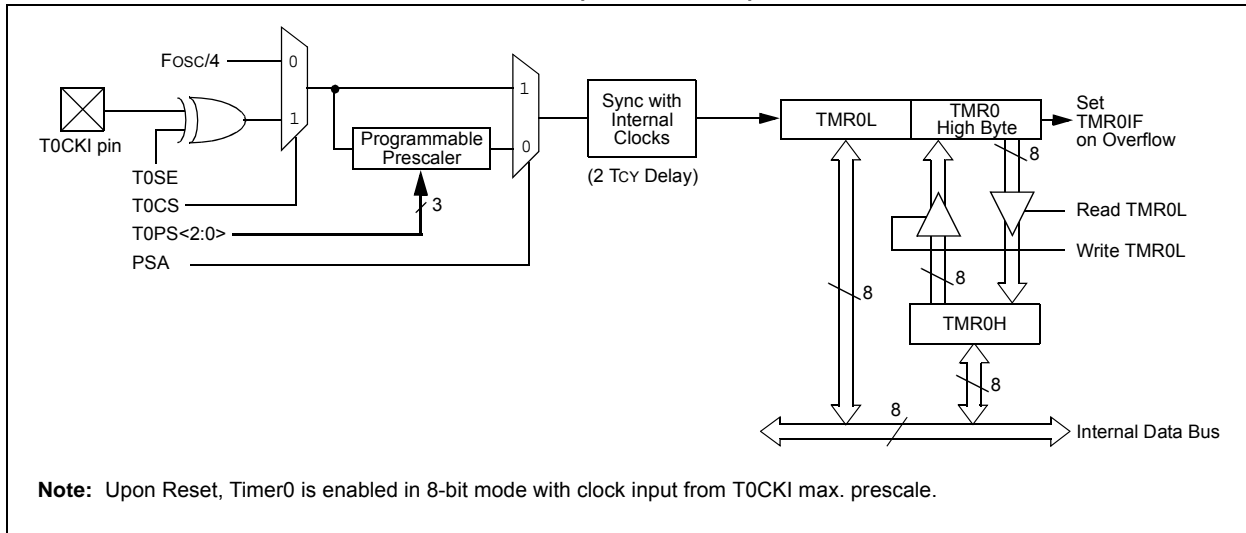 FOSC/4
0
1
T0CKI pin
T0SE
T0CS
T0PS<2:0>
PSA
Programmable
Prescaler
3
1
0
Sync with
Internal
Clocks
(2 TCY Delay)
TMR0L
TMR0
High Byte
Set
TMR0IF
on Overflow
8
Read TMR0L
Write TMR0L
8
8
TMR0H
8
8
Internal Data Bus
Note: Upon Reset, Timer0 is enabled in 8-bit mode with clock input from T0CKI max. prescale.